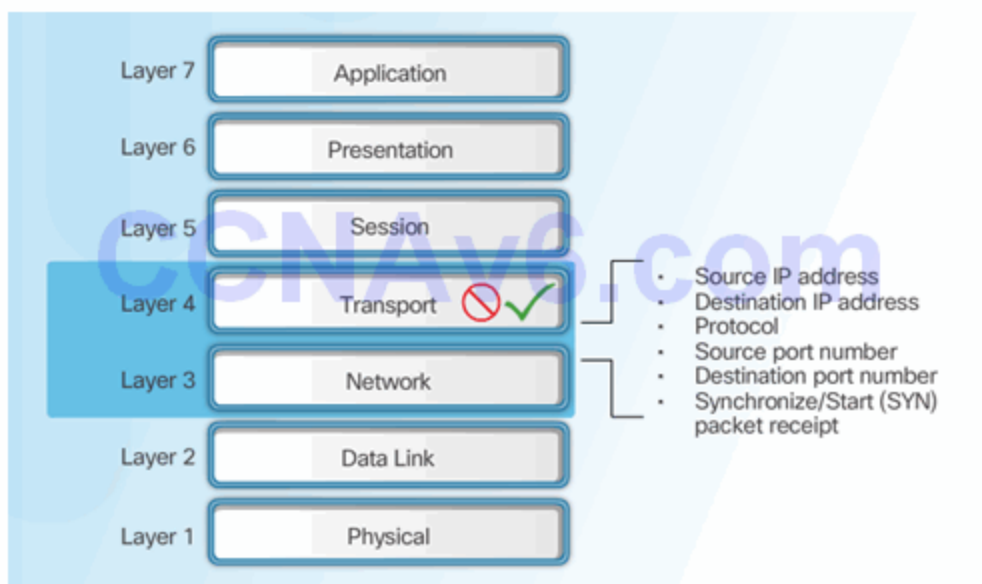 Layer 7 Application
Layer 6 Presentation
Layer 5 Session
CCNAv6.com
Layer 4 Transport
Layer 3 Network
Layer 2 Data Link
Layer 1 Physical
· Source IP address
· Destination IP address
· Protocol
· Source port number
· Destination port number
· Synchronize/Start (SYN)
packet receipt